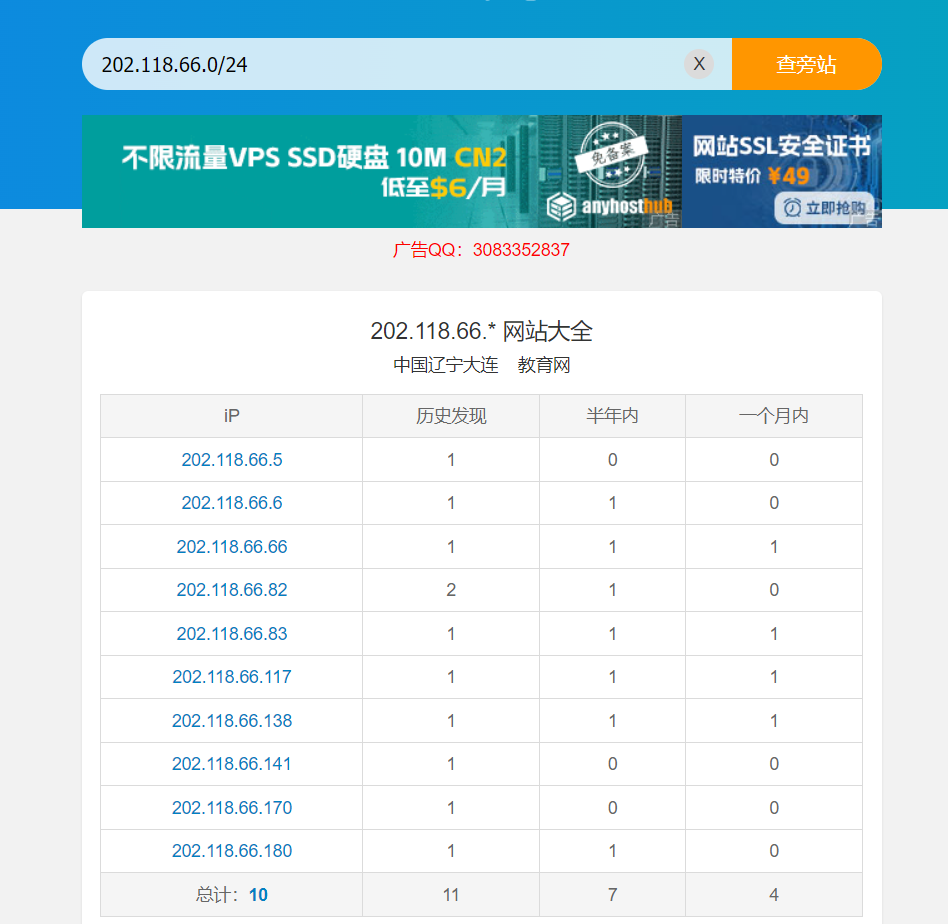 202.118.66.0/24 X 查旁站
不限流量VPS SSD硬盘 10M CN2
低至$6/月
免备案
anyhosthub
广告
网站SSL安全证书
限时特价 ¥49
立即抢购
广告
广告QQ：3083352837
202.118.66.* 网站大全
中国辽宁大连 教育网
iP 历史发现 半年内 一个月内
202.118.66.5 1 0 0
202.118.66.6 1 1 0
202.118.66.66 1 1 1
202.118.66.82 2 1 0
202.118.66.83 1 1 1
202.118.66.117 1 1 1
202.118.66.138 1 1 1
202.118.66.141 1 0 0
202.118.66.170 1 0 0
202.118.66.180 1 1 0
总计：10 11 7 4